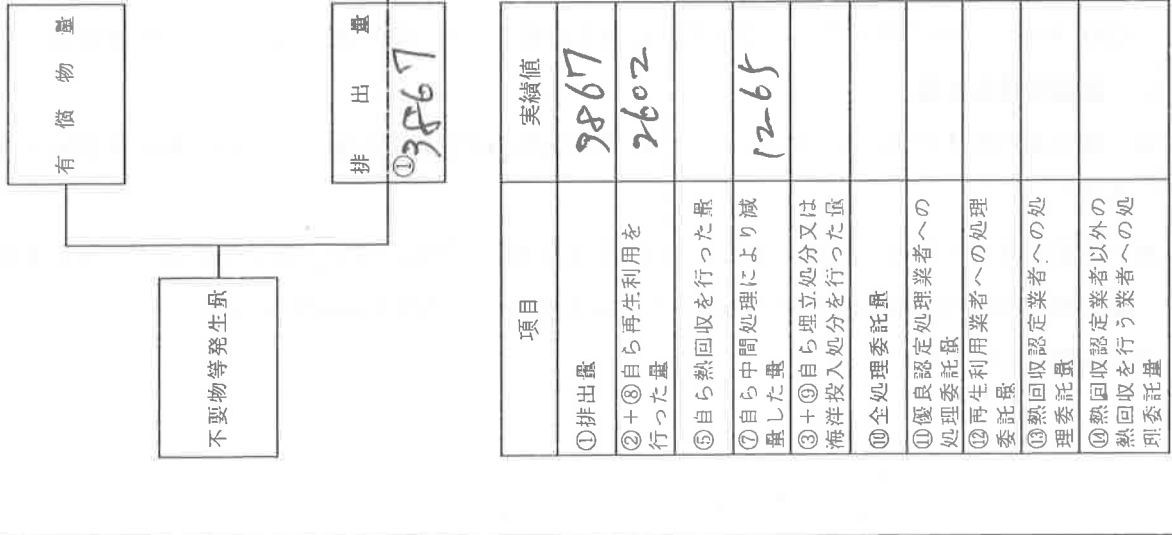 有償物量
不要物等発生量
排出量
①3867
項目 実績値
①排出量 3867
②+⑧自ら再生利用を
行った量 2602
⑤自ら熱回収を行った量
⑦自ら中間処理により減
量した量 1265
③+⑨自ら埋立処分又は
海洋投入処分を行った量
⑩全処理委託量
⑪優良認定処理業者への
処理委託量
⑫再生利用業者への処理
委託量
⑬熱回収認定業者への処
理委託量
⑭熱回収認定業者以外の
熱回収を行う業者への処
理委託量